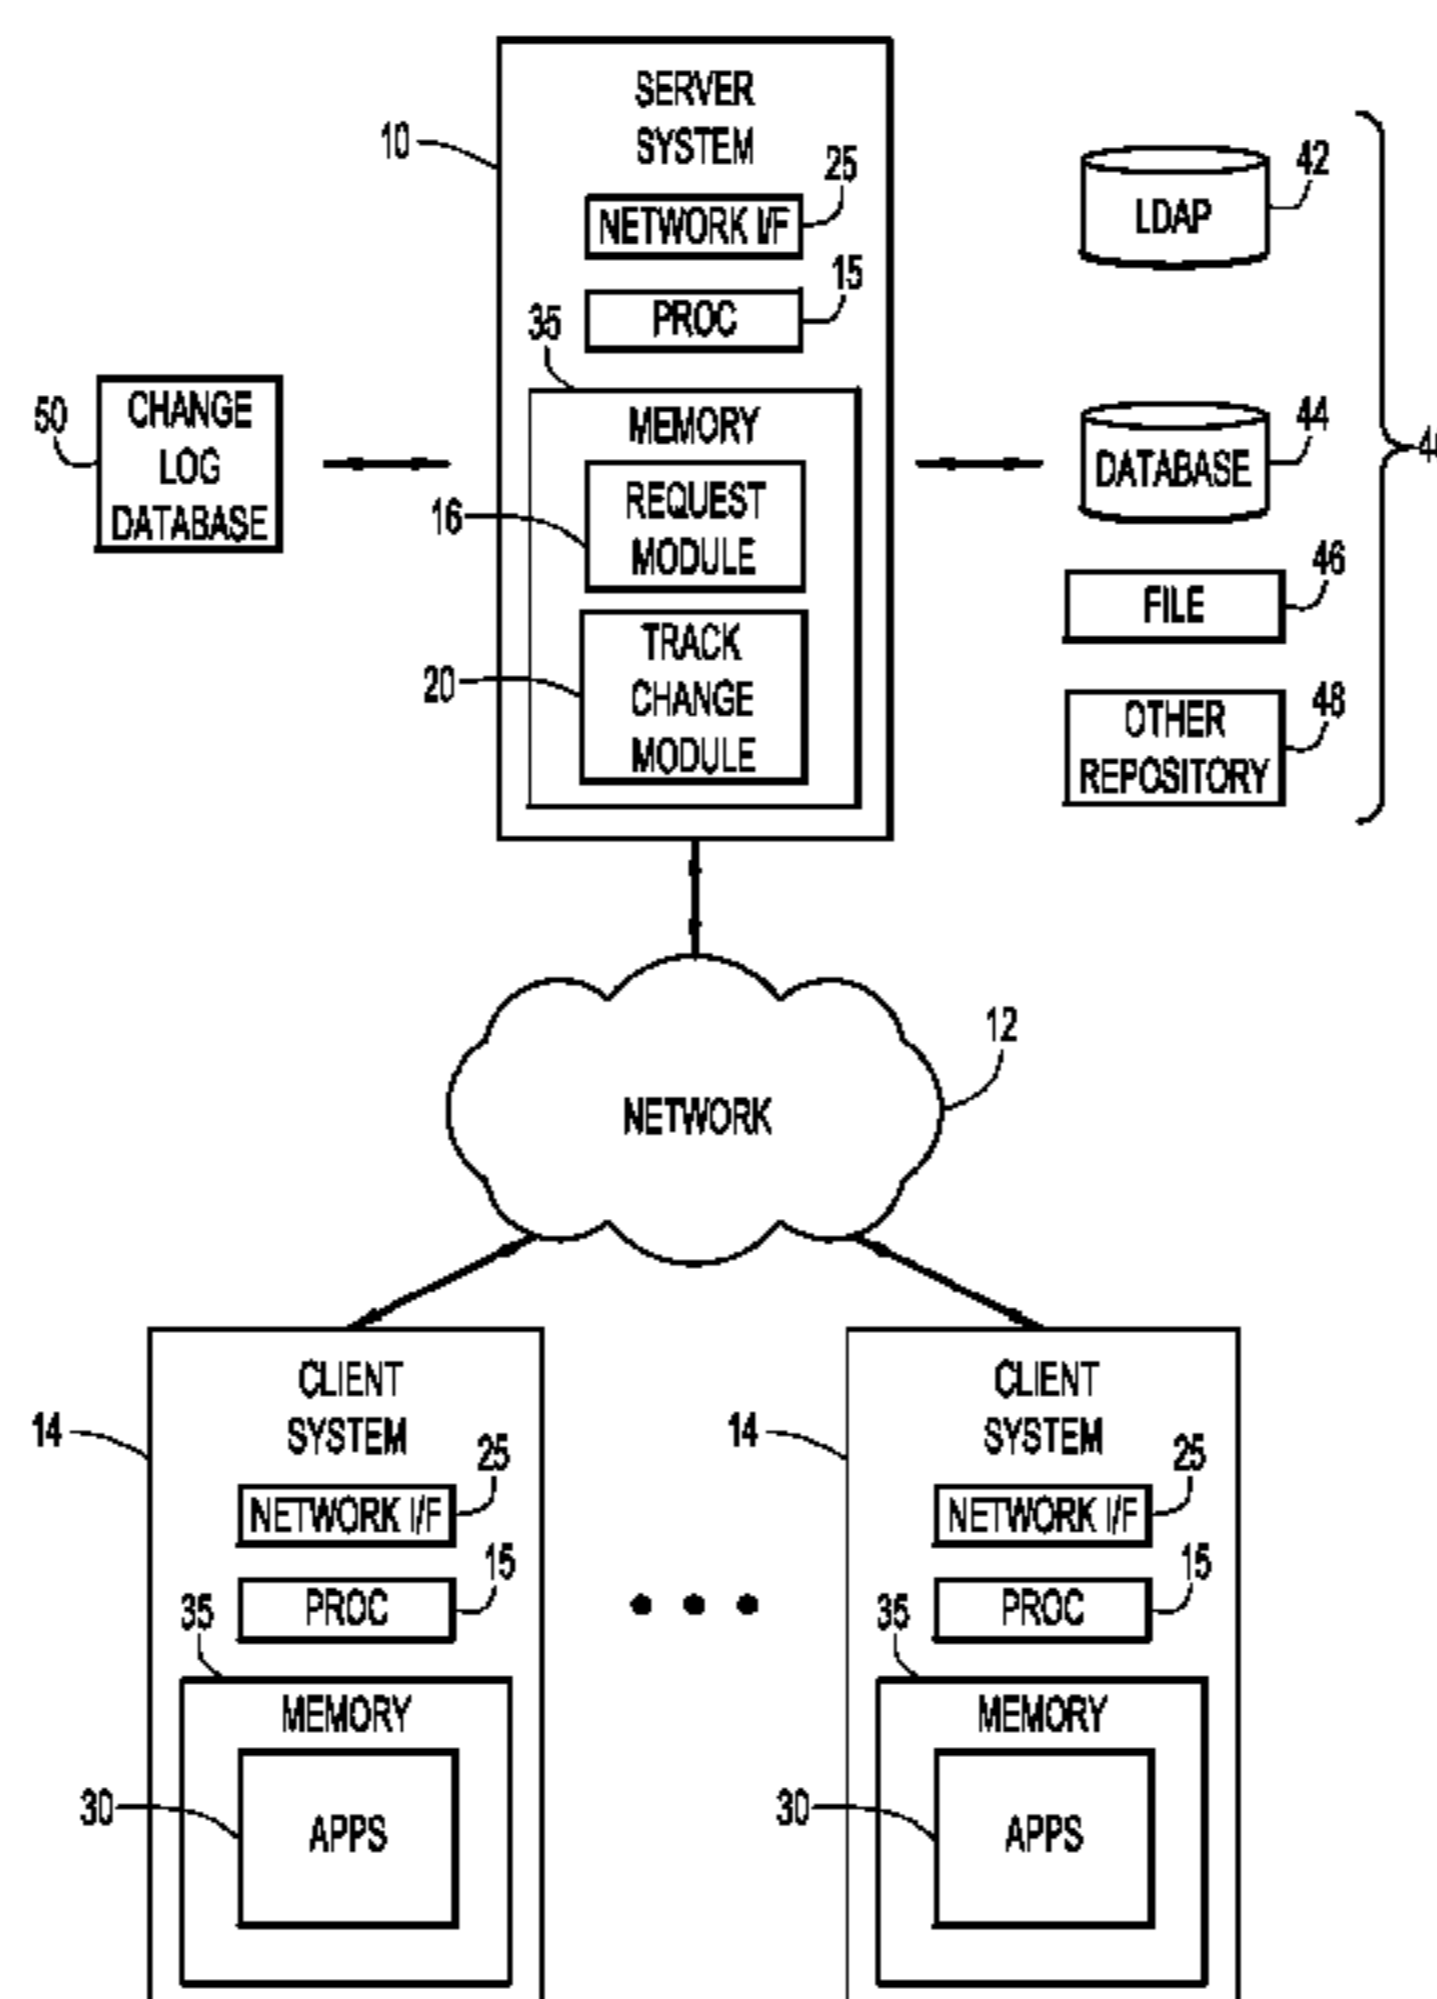 SERVER
SYSTEM
10
25
NETWORK I/F
15
PROC
35
MEMORY
16
REQUEST
MODULE
20
TRACK
CHANGE
MODULE
50
CHANGE
LOG
DATABASE
42
LDAP
44
DATABASE
46
FILE
48
OTHER
REPOSITORY
12
NETWORK
CLIENT
SYSTEM
14
25
NETWORK I/F
15
PROC
35
MEMORY
30
APPS
CLIENT
SYSTEM
14
25
NETWORK I/F
15
PROC
35
MEMORY
30
APPS